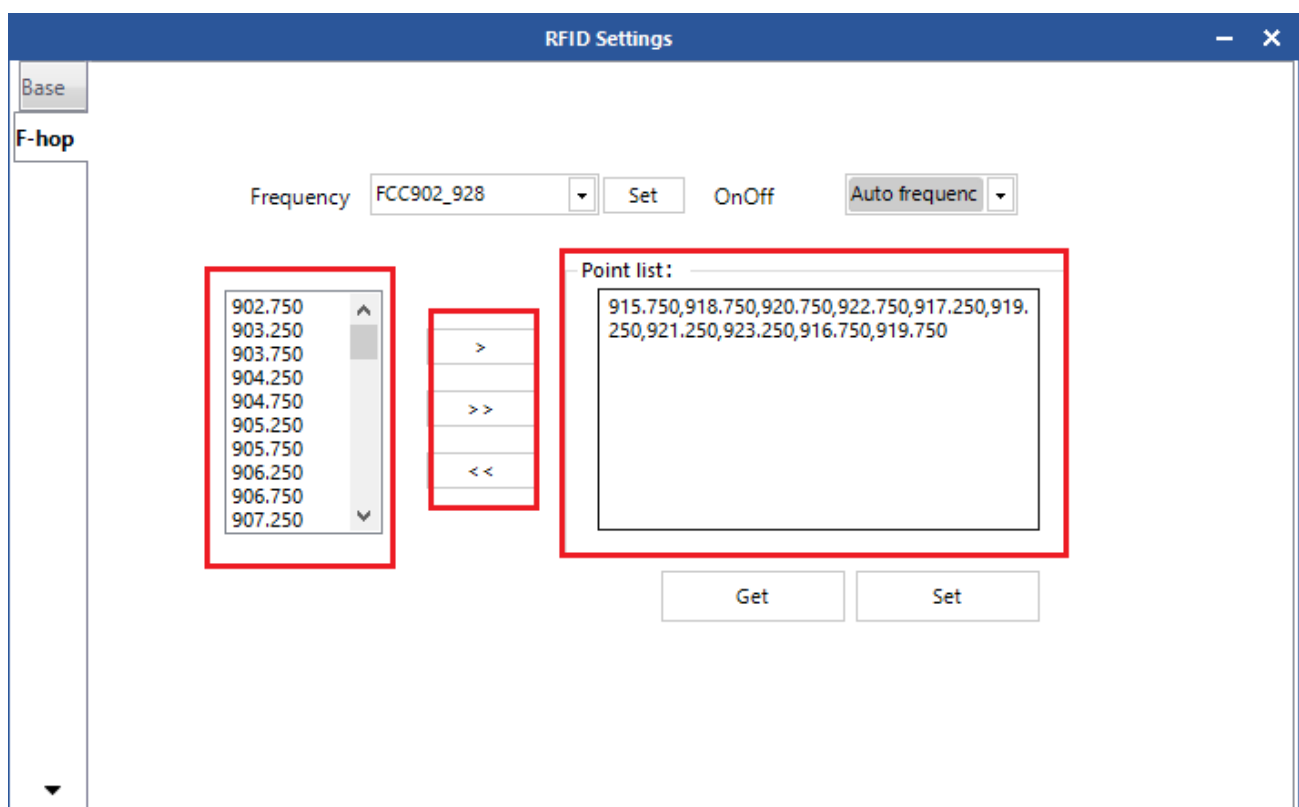 RFID Settings
Base
F-hop
Frequency FCC902_928 Set OnOff Auto frequenc
Point list:
902.750
903.250
903.750
904.250
904.750
905.250
905.750
906.250
906.750
907.250
>
>>
<<
915.750,918.750,920.750,922.750,917.250,919.
250,921.250,923.250,916.750,919.750
Get Set